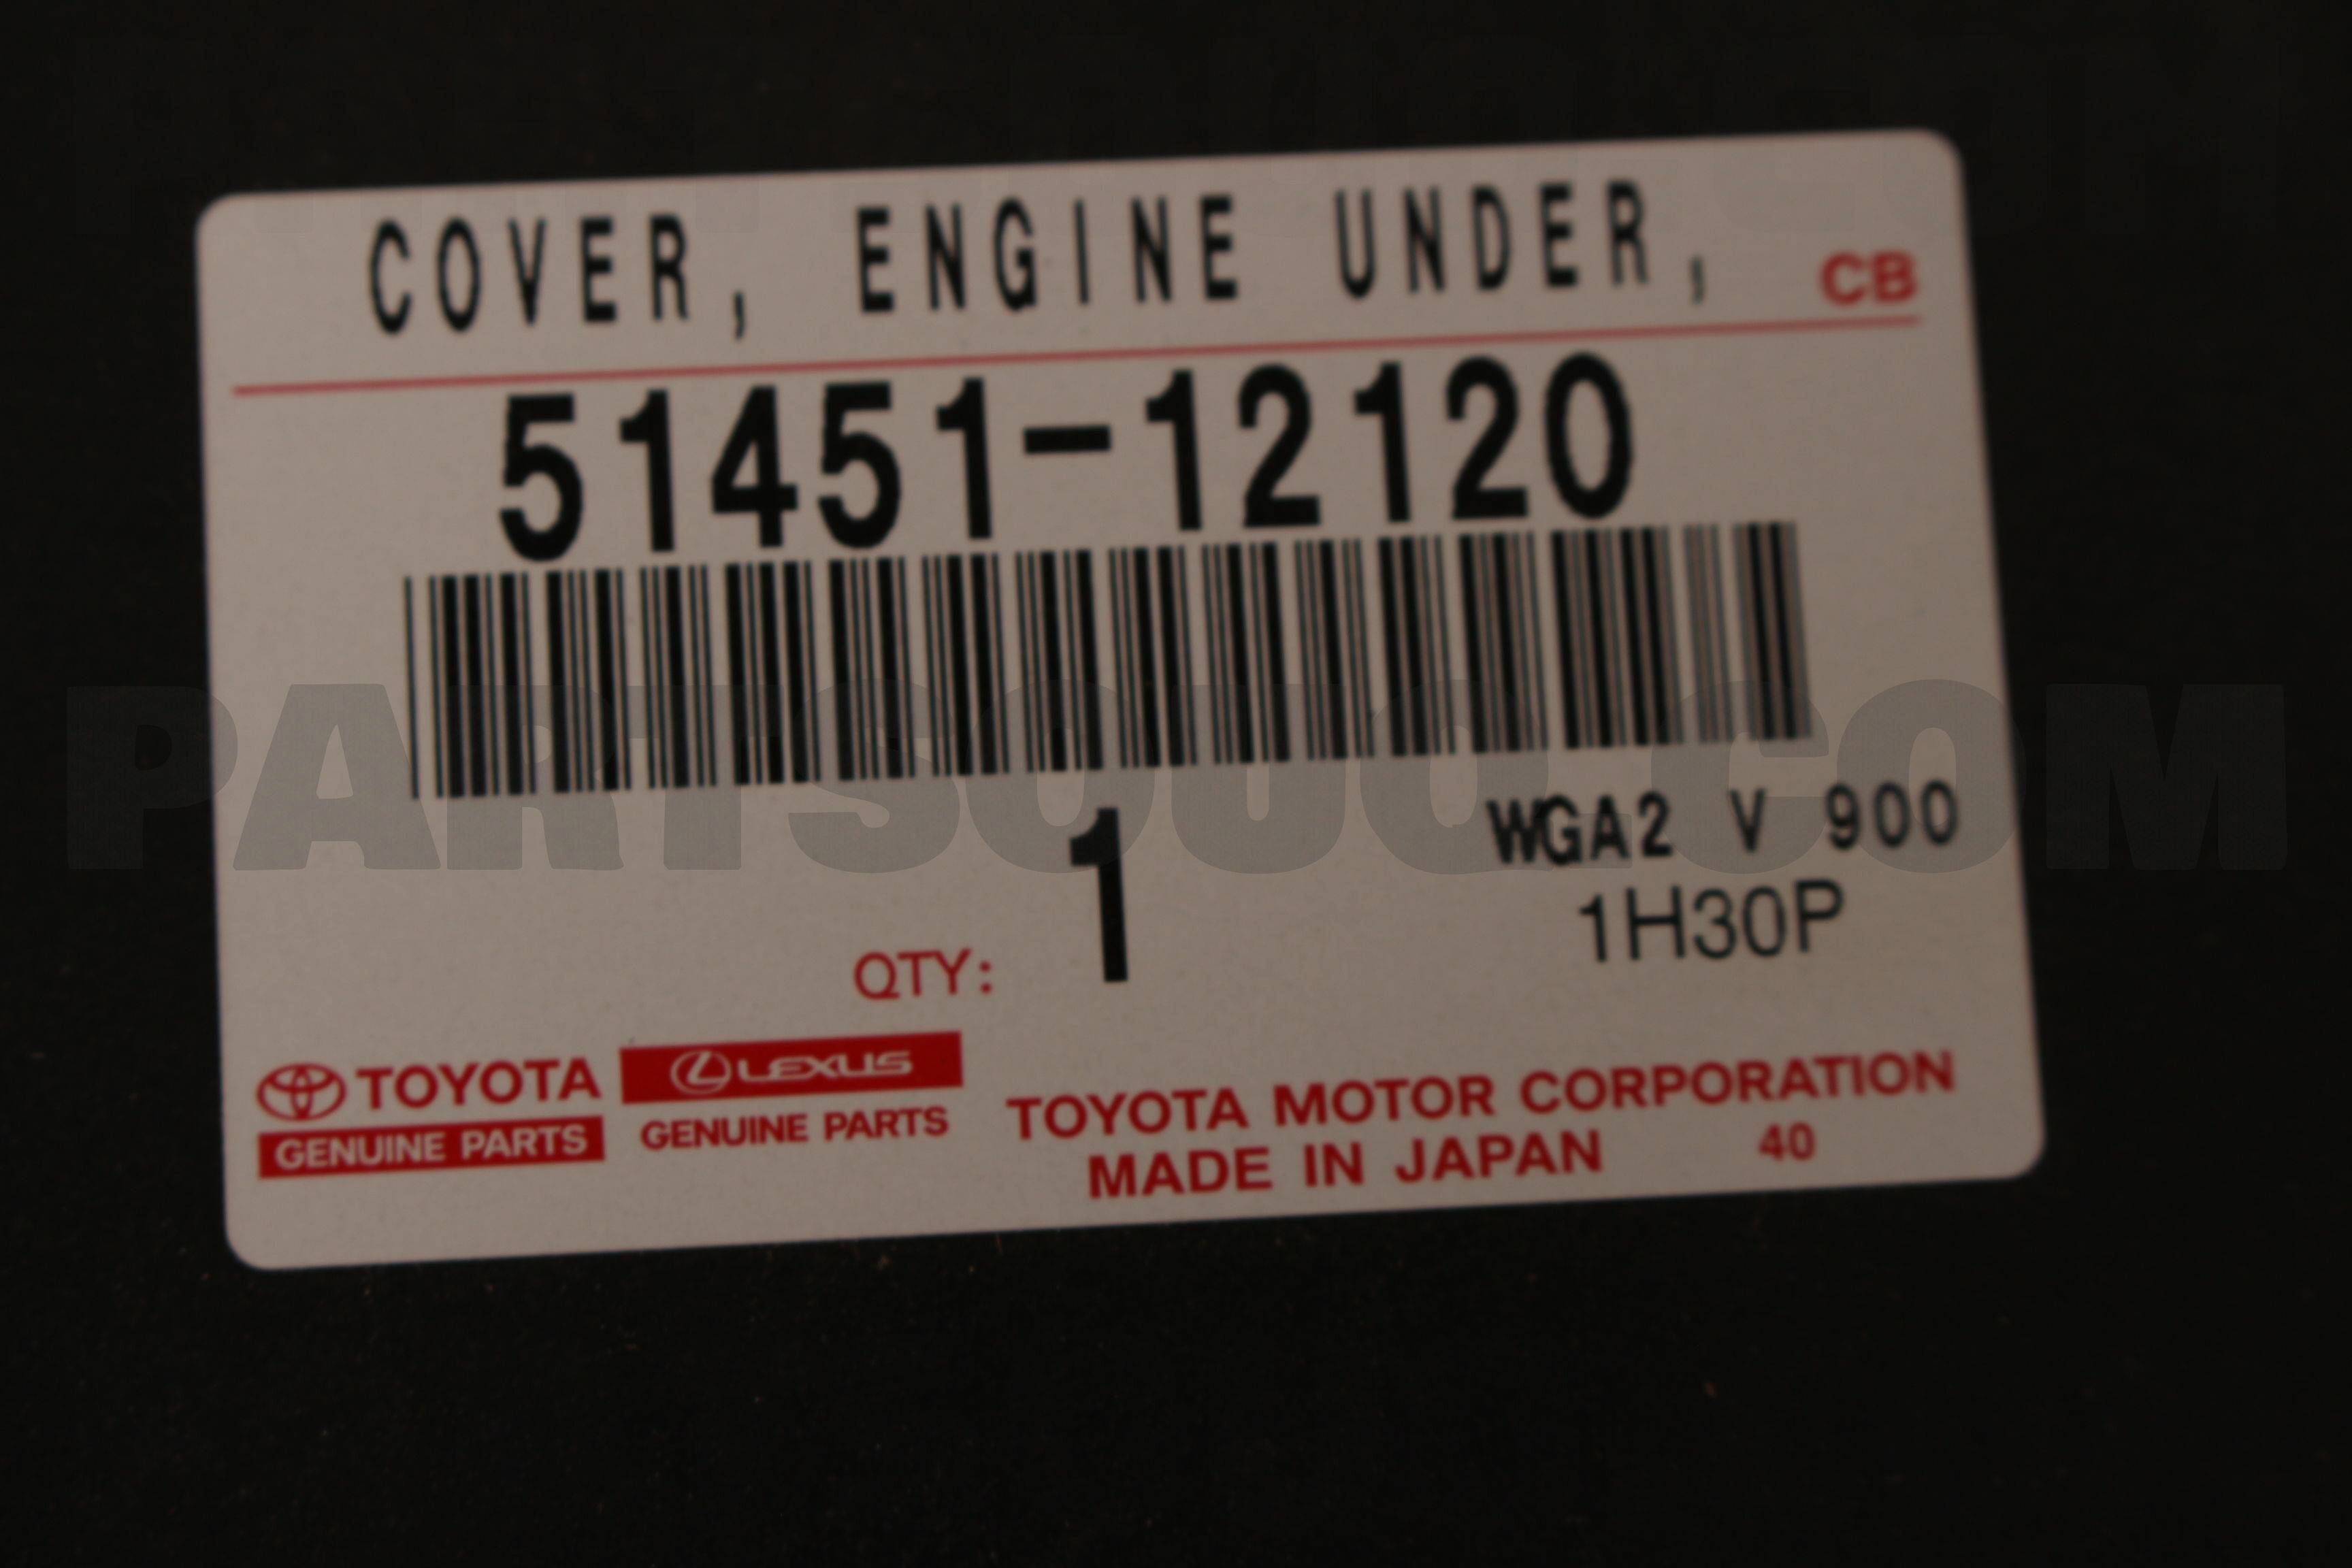 COVER, ENGINE UNDER,
CB
51451-12120
PARTSOUQ.COM
WGA2 V 900
1H30P
QTY: 1
TOYOTA
GENUINE PARTS
LEXUS
GENUINE PARTS
TOYOTA MOTOR CORPORATION
MADE IN JAPAN 40